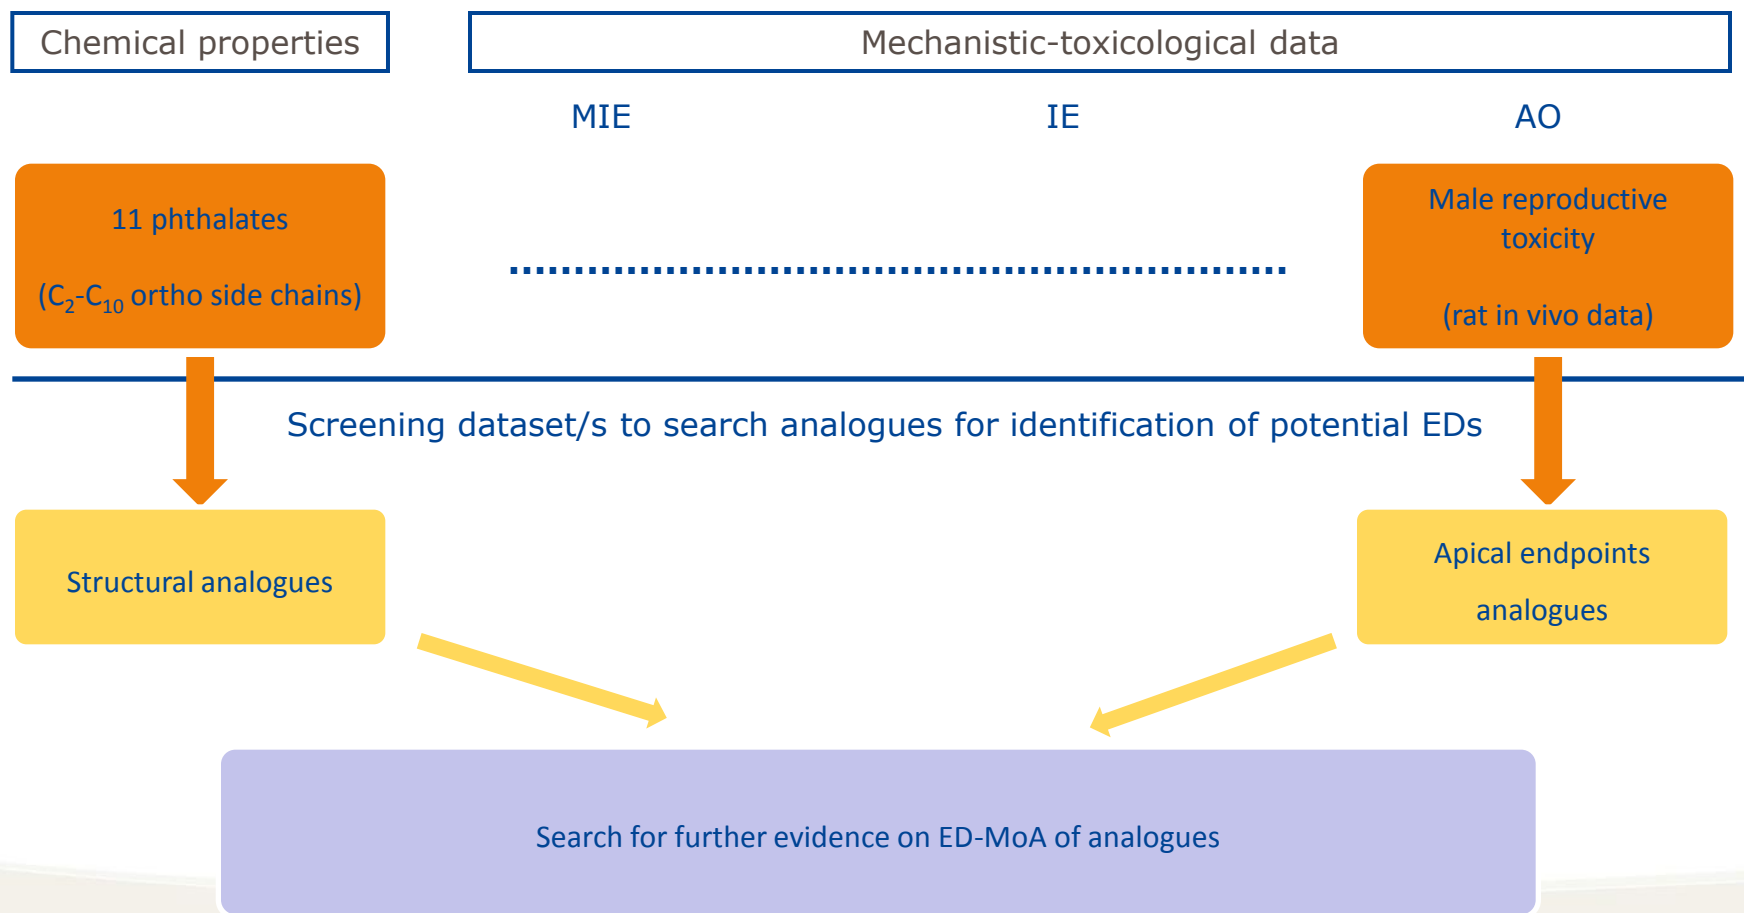 Chemical properties
Mechanistic-toxicological data
MIE
IE
AO
11 phthalates
(C₂-C₁₀ ortho side chains)
Male reproductive
toxicity
(rat in vivo data)
Screening dataset/s to search analogues for identification of potential EDs
Structural analogues
Apical endpoints
analogues
Search for further evidence on ED-MoA of analogues